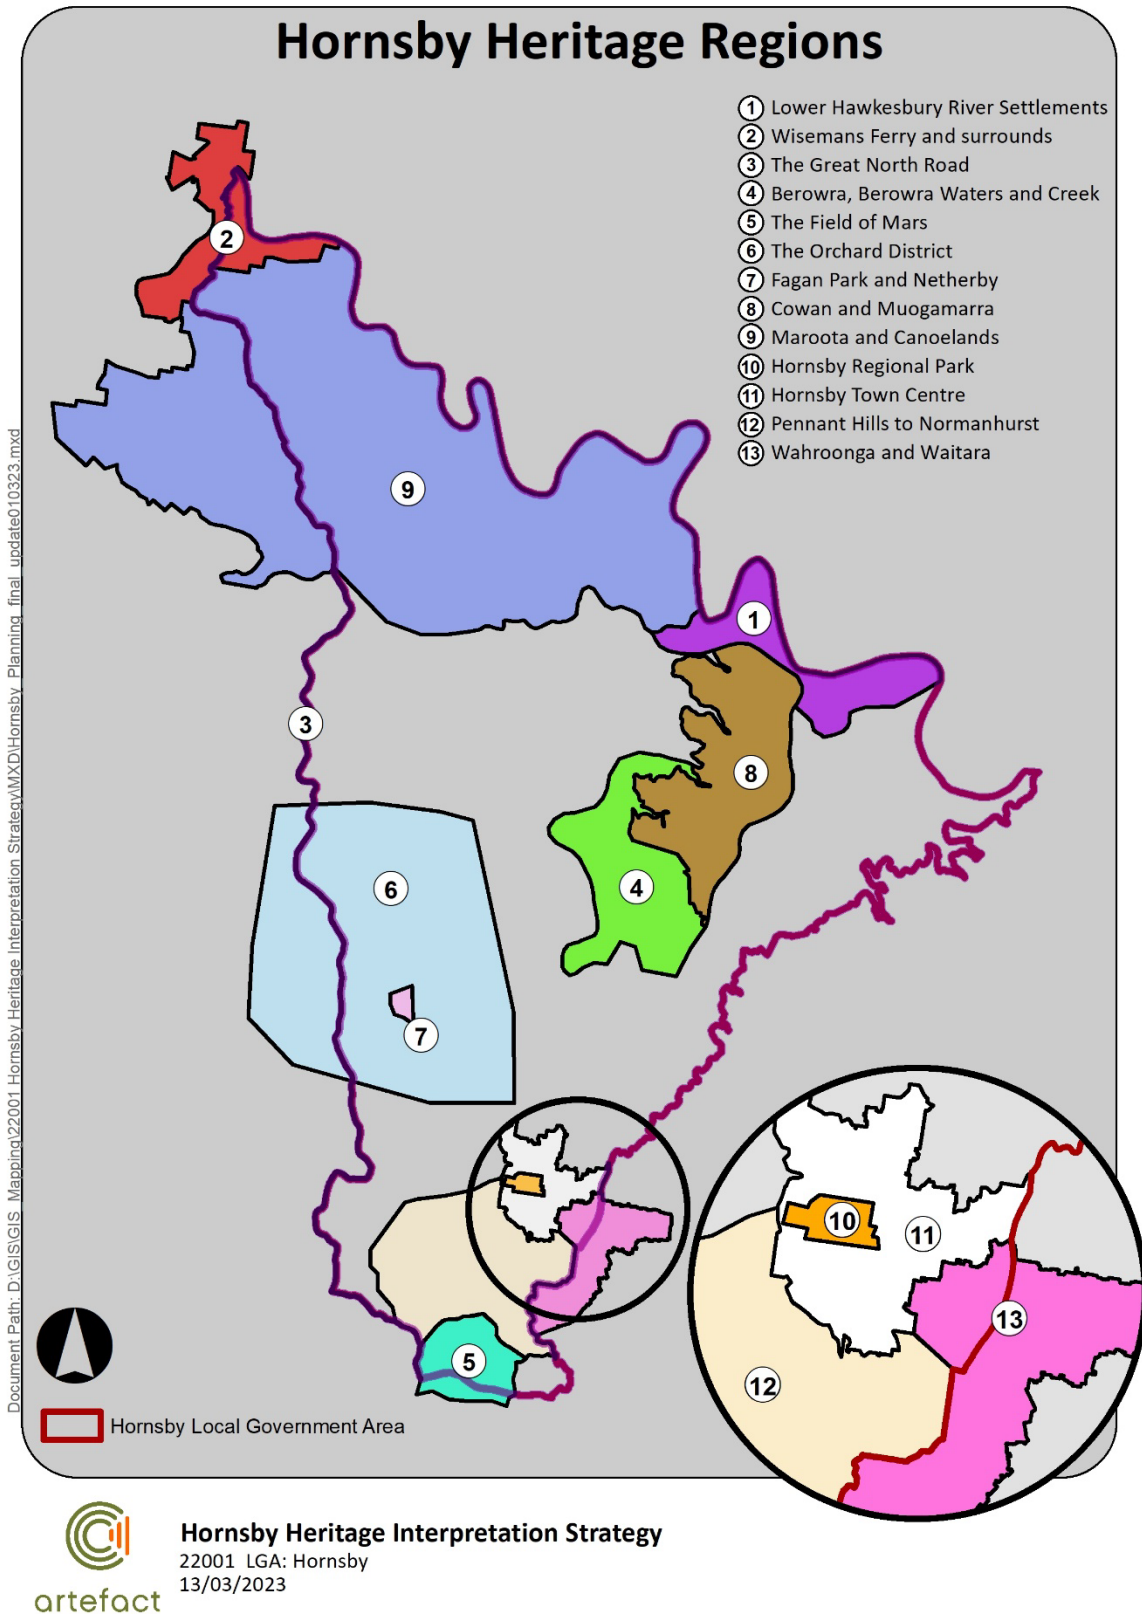 Hornsby Heritage Regions
1 Lower Hawkesbury River Settlements
2 Wisemans Ferry and surrounds
3 The Great North Road
4 Berowra, Berowra Waters and Creek
5 The Field of Mars
6 The Orchard District
7 Fagan Park and Netherby
8 Cowan and Muogamarra
9 Maroota and Canoelands
10 Hornsby Regional Park
11 Hornsby Town Centre
12 Pennant Hills to Normanhurst
13 Wahroonga and Waitara
2
9
1
3
8
6
4
7
10
11
13
5
12
Document Path: D:\GIS\GIS_Mapping\22001 Hornsby Heritage Interpretation Strategy\MXD\Hornsby_Planning_final_update010323.mxd
Hornsby Local Government Area
artefact
Hornsby Heritage Interpretation Strategy
22001 LGA: Hornsby
13/03/2023